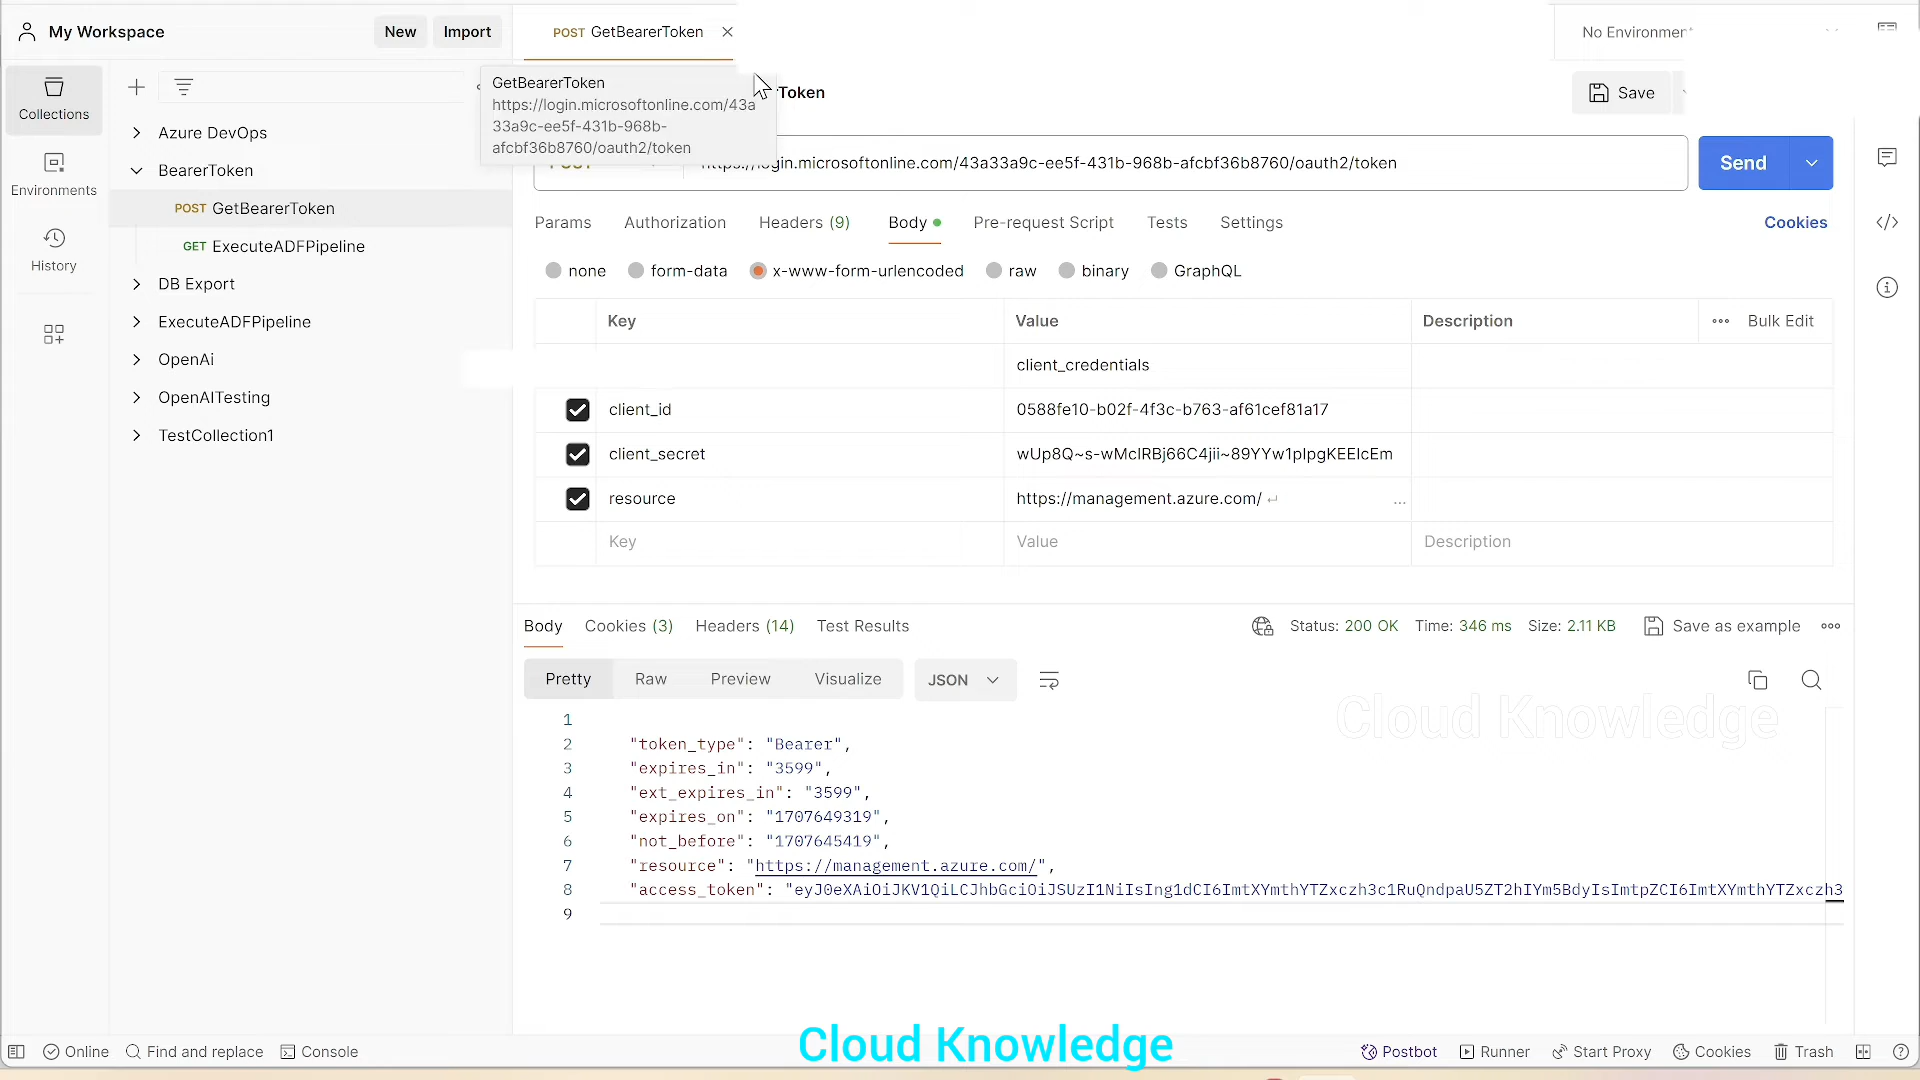 My Workspace
New
Import
POST GetBearerToken
No Environmen
Collections
GetBearerToken
https://login.microsoftonline.com/43a
33a9c-ee5f-431b-968b-
afcbf36b8760/oauth2/token
rToken
Save
Azure DevOps
BearerToken
POST GetBearerToken
GET ExecuteADFPipeline
DB Export
ExecuteADFPipeline
OpenAi
OpenAITesting
TestCollection1
Environments
History
https://login.microsoftonline.com/43a33a9c-ee5f-431b-968b-afcbf36b8760/oauth2/token
Send
Params Authorization Headers (9) Body Pre-request Script Tests Settings Cookies
none form-data x-www-form-urlencoded raw binary GraphQL
Key Value Description Bulk Edit
client_credentials
client_id 0588fe10-b02f-4f3c-b763-af61cef81a17
client_secret
resource https://management.azure.com/ ...
Key Value Description
Body Cookies (3) Headers (14) Test Results Status: 200 OK Time: 346 ms Size: 2.11 KB Save as example
Pretty Raw Preview Visualize JSON
Cloud Knowledge
1
2 "token_type": "Bearer",
3 "expires_in": "3599",
4 "ext_expires_in": "3599",
5 "expires_on": "1707649319",
6 "not_before": "1707645419",
7 "resource": "https://management.azure.com/",
8 "access_token":
9
Cloud Knowledge
Online Find and replace Console Postbot Runner Start Proxy Cookies Trash